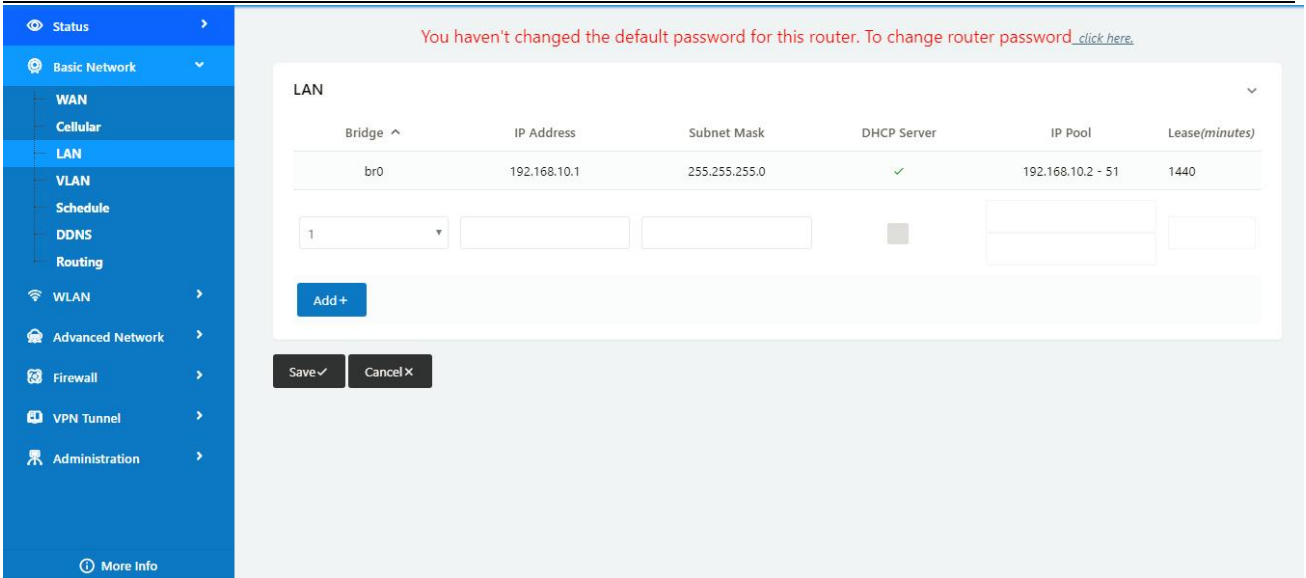 Status
Basic Network
WAN
Cellular
LAN
VLAN
Schedule
DDNS
Routing
WLAN
Advanced Network
Firewall
VPN Tunnel
Administration
More Info
You haven't changed the default password for this router. To change router password click here.
LAN
Bridge IP Address Subnet Mask DHCP Server IP Pool Lease(minutes)
br0 192.168.10.1 255.255.255.0 ✓ 192.168.10.2 - 51 1440
1
Add+
Save✓ Cancel×